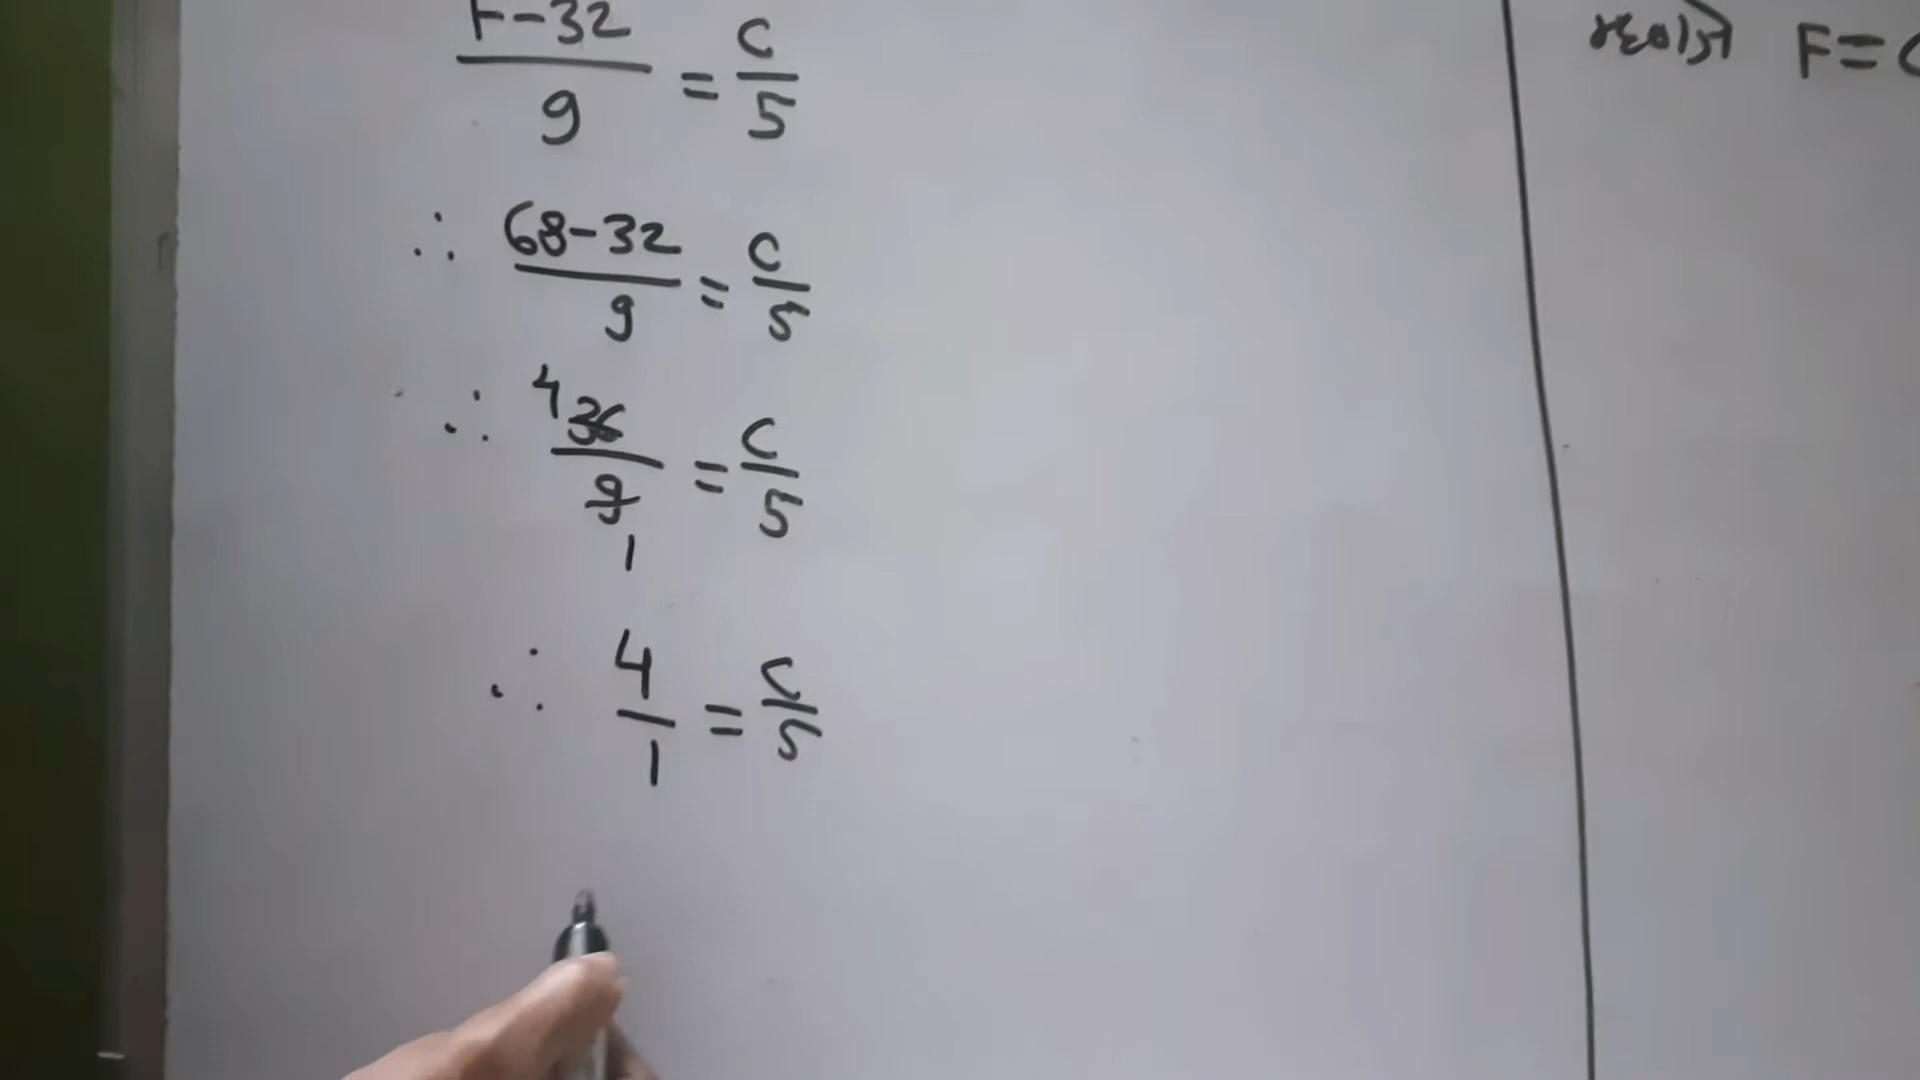 F-32/9 = C/5
∴ 68-32/9 = C/5
∴ 4 36/9 1 = C/5
∴ 4/1 = C/5
F=C